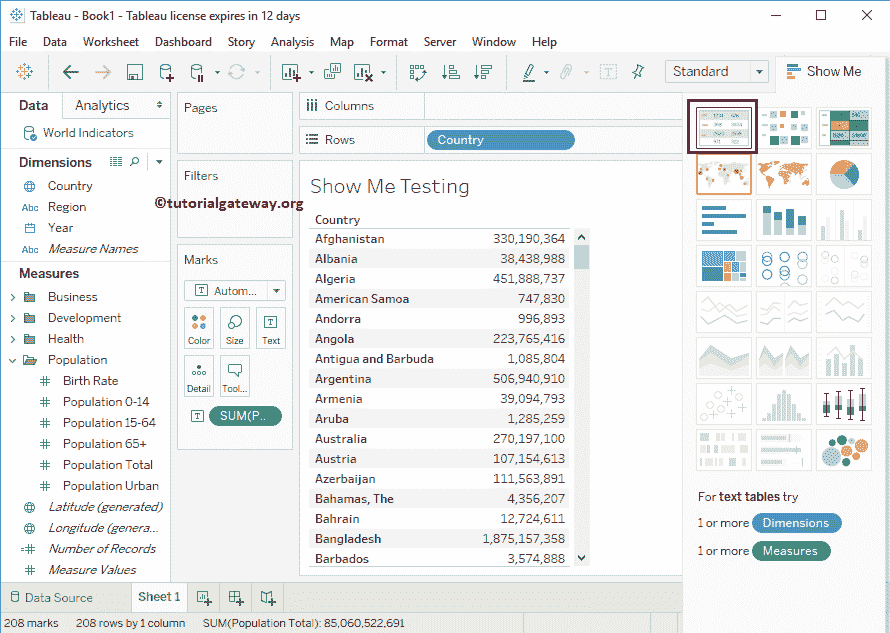 Tableau - Book1 - Tableau license expires in 12 days
File Data Worksheet Dashboard Story Analysis Map Format Server Window Help
Standard
Show Me
Data Analytics
World Indicators
Dimensions
Country
Abc Region
Year
Abc Measure Names
Measures
Business
Development
Health
Population
Birth Rate
Population 0-14
Population 15-64
Population 65+
Population Total
Population Urban
Latitude (generated)
Longitude (genera...
Number of Records
Measure Values
Pages
Filters
©tutorialgateway.org
Marks
Autom...
Color Size Text
Detail Tool...
SUM(P..
Columns
Rows Country
Show Me Testing
Country
Afghanistan 330,190,364
Albania 38,438,988
Algeria 451,888,737
American Samoa 747,830
Andorra 996,893
Angola 223,765,416
Antigua and Barbuda 1,085,804
Argentina 506,940,910
Armenia 39,094,793
Aruba 1,285,259
Australia 270,197,100
Austria 107,154,613
Azerbaijan 111,563,891
Bahamas, The 4,356,207
Bahrain 12,724,611
Bangladesh 1,875,157,358
Barbados 3,574,888
For text tables try
1 or more Dimensions
1 or more Measures
Data Source Sheet 1
208 marks 208 rows by 1 column SUM(Population Total): 85,060,522,691